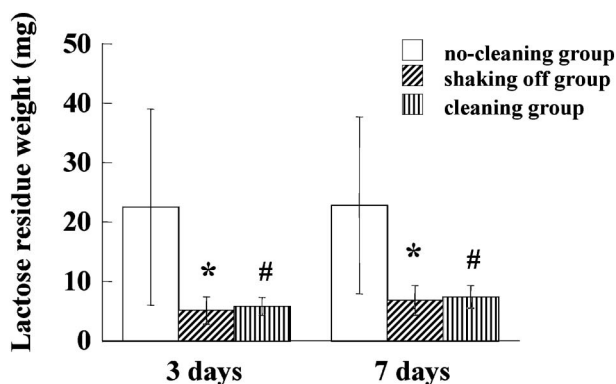 Lactose residue weight (mg)
50
40
30
20
10
0
no-cleaning group
shaking off group
cleaning group
* #
* #
3 days
7 days